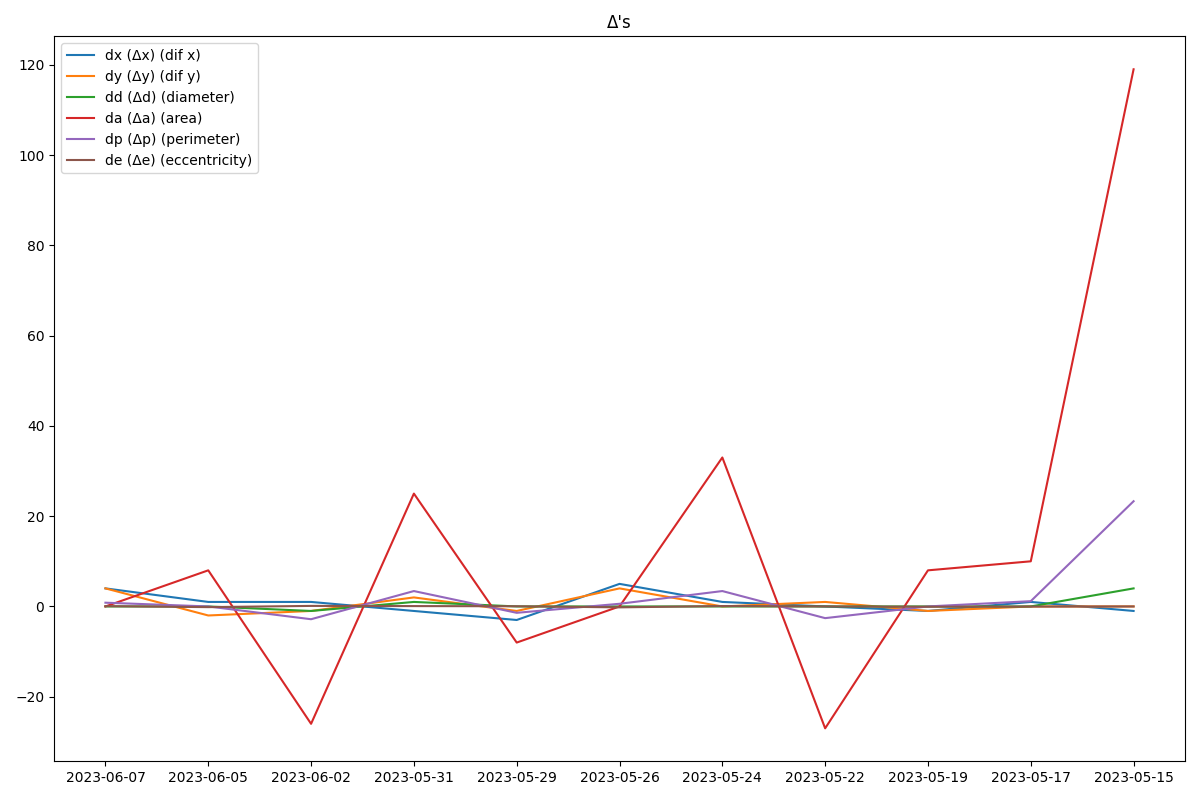 Δ's
dx (Δx) (dif x)
dy (Δy) (dif y)
dd (Δd) (diameter)
da (Δa) (area)
dp (Δp) (perimeter)
de (Δe) (eccentricity)
120
100
80
60
40
20
0
−20
2023-06-07 2023-06-05 2023-06-02 2023-05-31 2023-05-29 2023-05-26 2023-05-24 2023-05-22 2023-05-19 2023-05-17 2023-05-15